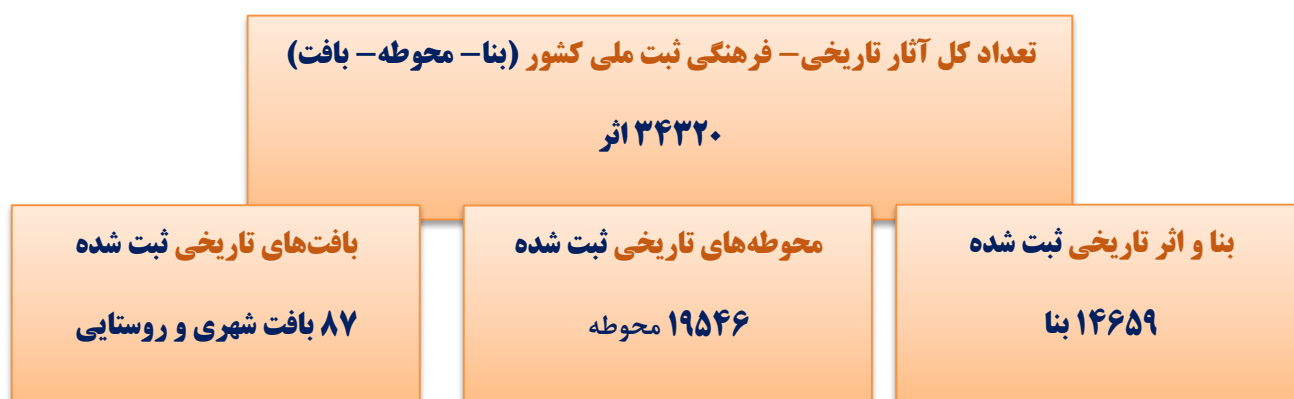 تعداد کل آثار تاریخی– فرهنگی ثبت ملی کشور (بنا– محوطه– بافت)
۳۴۳۲۰ اثر
بنا و اثر تاریخی ثبت شده
۱۴۶۵۹ بنا
محوطه‌های تاریخی ثبت شده
۱۹۵۴۶ محوطه
بافت‌های تاریخی ثبت شده
۸۷ بافت شهری و روستایی